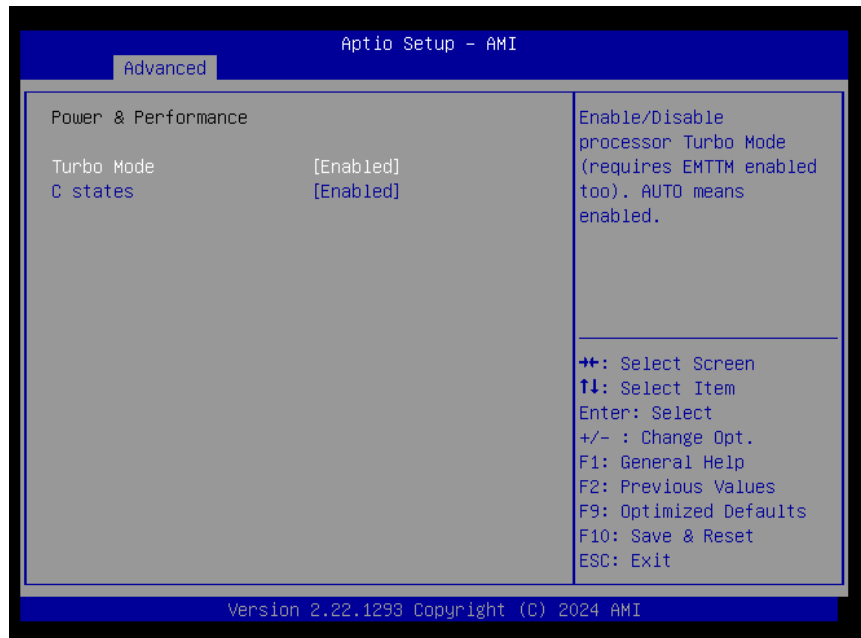 Aptio Setup – AMI
Advanced
Power & Performance
Turbo Mode [Enabled]
C states [Enabled]
Enable/Disable
processor Turbo Mode
(requires EMTTM enabled
too). AUTO means
enabled.
→←: Select Screen
↑↓: Select Item
Enter: Select
+/– : Change Opt.
F1: General Help
F2: Previous Values
F9: Optimized Defaults
F10: Save & Reset
ESC: Exit
Version 2.22.1293 Copyright (C) 2024 AMI